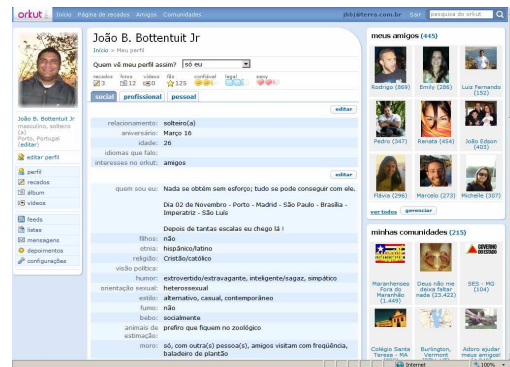 orkut Início Página de recados Amigos Comunidades jbbj@terra.com.br Sair pesquisa do orkut
João B. Bottentuit Jr
Início > Meu perfil
Quem vê meu perfil assim? só eu
recados fotos vídeos fãs confiável legal sexy
3 12 0 125
social profissional pessoal
editar
relacionamento: solteiro(a)
aniversário: Março 16
idade: 26
idiomas que falo:
interesses no orkut: amigos
editar
quem sou eu: Nada se obtém sem esforço; tudo se pode conseguir com ele.
Dia 02 de Novembro - Porto - Madrid - São Paulo - Brasília -
Imperatriz - São Luís
Depois de tantas escalas eu chego lá !
filhos: não
etnia: hispânico/latino
religião: Cristão/católico
visão política:
humor: extrovertido/extravagante, inteligente/sagaz, simpático
orientação sexual: heterossexual
estilo: alternativo, casual, contemporâneo
fumo: não
bebo: socialmente
animais de estimação: prefiro que fiquem no zoológico
moro: só, com outra(s) pessoa(s), amigos visitam com freqüência,
baladeiro de plantão
João B. Bottentuit Jr
masculino, solteiro
(a)
Porto, Portugal
(editar)
editar perfil
perfil
recados
álbum
vídeos
feeds
listas
mensagens
depoimentos
configurações
meus amigos (445)
Rodrigo (869) Emily (286) Luiz Fernando
(152)
Pedro (347) Renata (454) João Edson
(403)
Flávia (296) Marcelo (273) Michelle (307)
ver todos gerenciar
minhas comunidades (215)
GOVERNO
DO ESTADO
Maranhenses
Fora do
Maranhão
(1.449)
Deus não me
deixa faltar
nada (23.422)
SES - MG
(104)
Colégio Santa
Teresa - MA
Burlington,
Vermont
Adoro ajudar
meus amigos!
Internet 100%